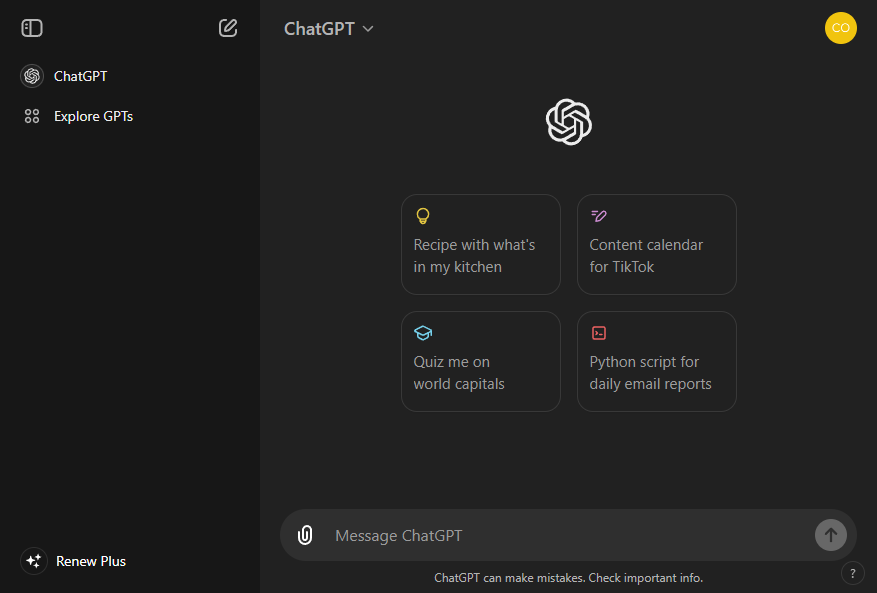 ChatGPT
Explore GPTs
Renew Plus
ChatGPT
CO
Recipe with what's
in my kitchen
Content calendar
for TikTok
Quiz me on
world capitals
Python script for
daily email reports
Message ChatGPT
ChatGPT can make mistakes. Check important info.
?